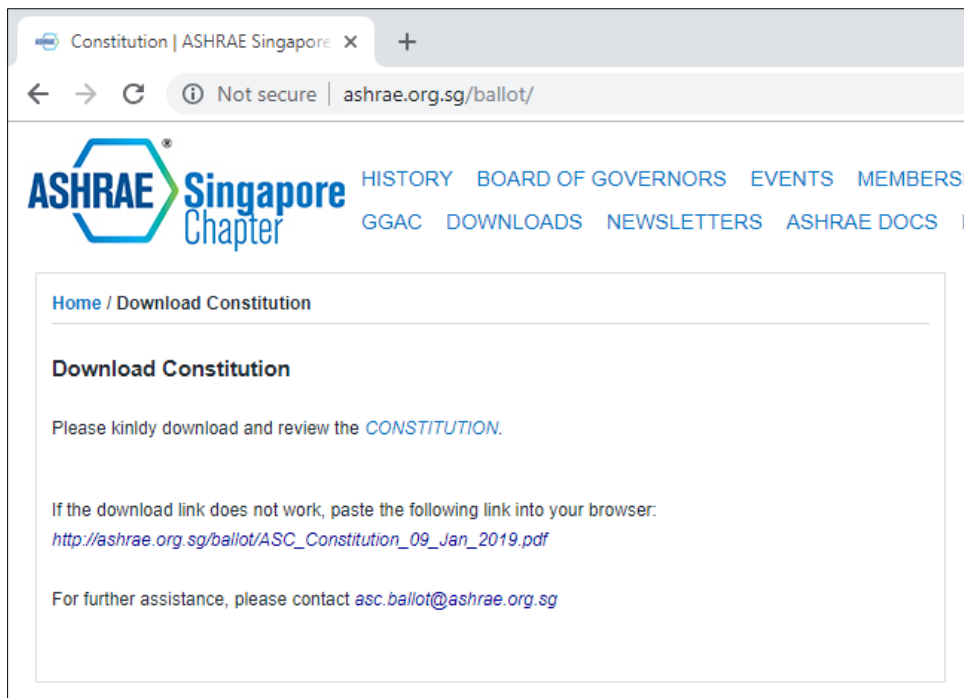 Constitution | ASHRAE Singapore
Not secure | ashrae.org.sg/ballot/
ASHRAE Singapore Chapter ®
HISTORY BOARD OF GOVERNORS EVENTS MEMBERS
GGAC DOWNLOADS NEWSLETTERS ASHRAE DOCS
Home / Download Constitution
Download Constitution
Please kinldy download and review the CONSTITUTION.
If the download link does not work, paste the following link into your browser:
http://ashrae.org.sg/ballot/ASC_Constitution_09_Jan_2019.pdf
For further assistance, please contact asc.ballot@ashrae.org.sg